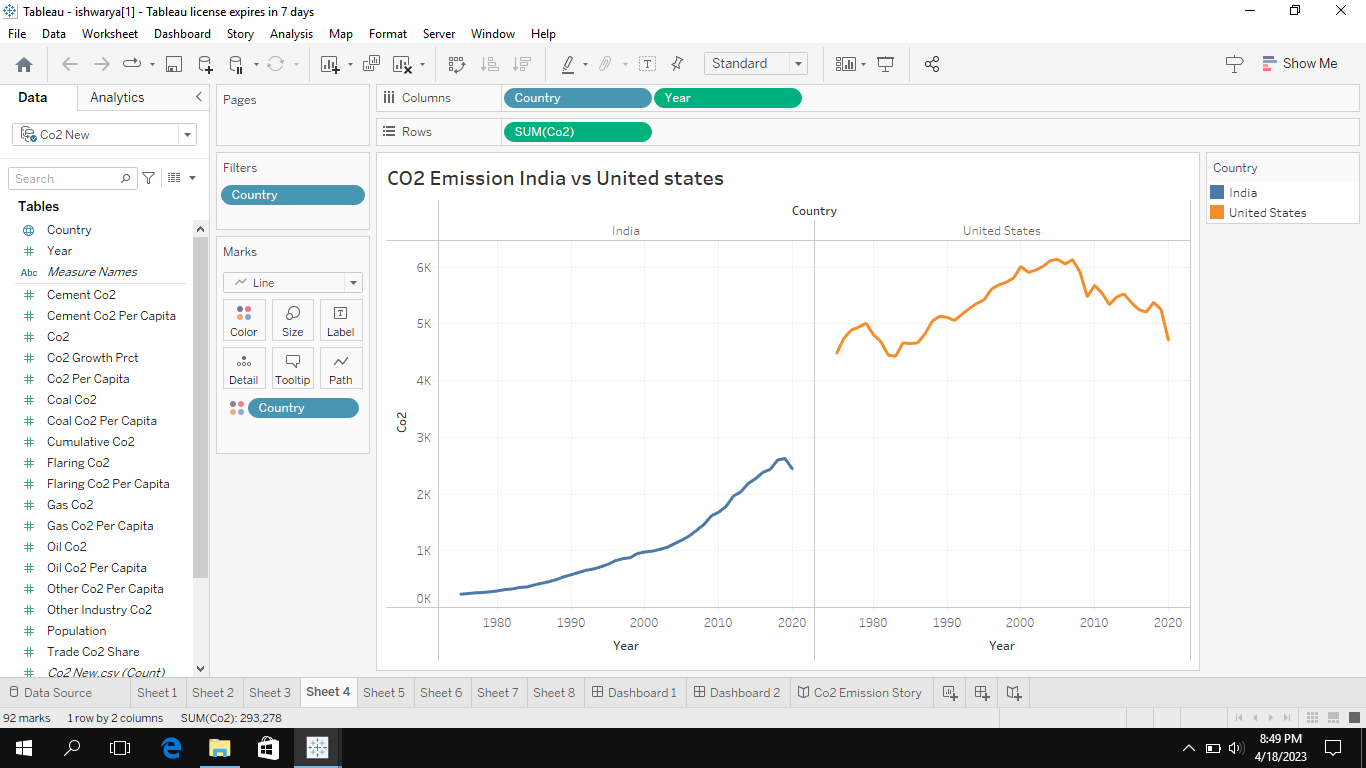 Tableau - ishwarya[1] - Tableau license expires in 7 days
File Data Worksheet Dashboard Story Analysis Map Format Server Window Help
Standard
Show Me
Data Analytics
Co2 New
Search
Tables
Country
Year
Abc Measure Names
Cement Co2
Cement Co2 Per Capita
Co2
Co2 Growth Prct
Co2 Per Capita
Coal Co2
Coal Co2 Per Capita
Cumulative Co2
Flaring Co2
Flaring Co2 Per Capita
Gas Co2
Gas Co2 Per Capita
Oil Co2
Oil Co2 Per Capita
Other Co2 Per Capita
Other Industry Co2
Population
Trade Co2 Share
Co2 New.csv (Count)
Pages
Filters
Country
Marks
Line
Color Size Label
Detail Tooltip Path
Country
Columns Country Year
Rows SUM(Co2)
CO2 Emission India vs United states
Country
India United States
6K
5K
4K
3K
2K
1K
0K
Co2
1980 1990 2000 2010 2020 1980 1990 2000 2010 2020
Year Year
Country
India
United States
Data Source Sheet 1 Sheet 2 Sheet 3 Sheet 4 Sheet 5 Sheet 6 Sheet 7 Sheet 8 Dashboard 1 Dashboard 2 Co2 Emission Story
92 marks 1 row by 2 columns SUM(Co2): 293,278
8:49 PM
4/18/2023